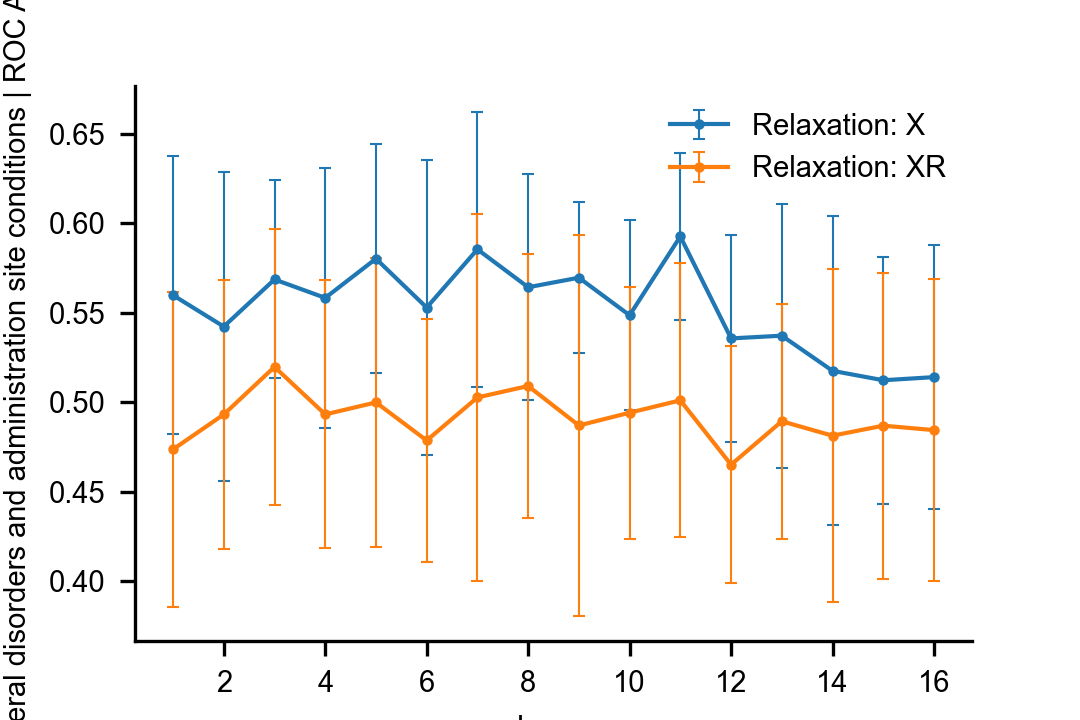 eral disorders and administration site conditions | ROC
0.65
0.60
0.55
0.50
0.45
0.40
Relaxation: X
Relaxation: XR
2 4 6 8 10 12 14 16